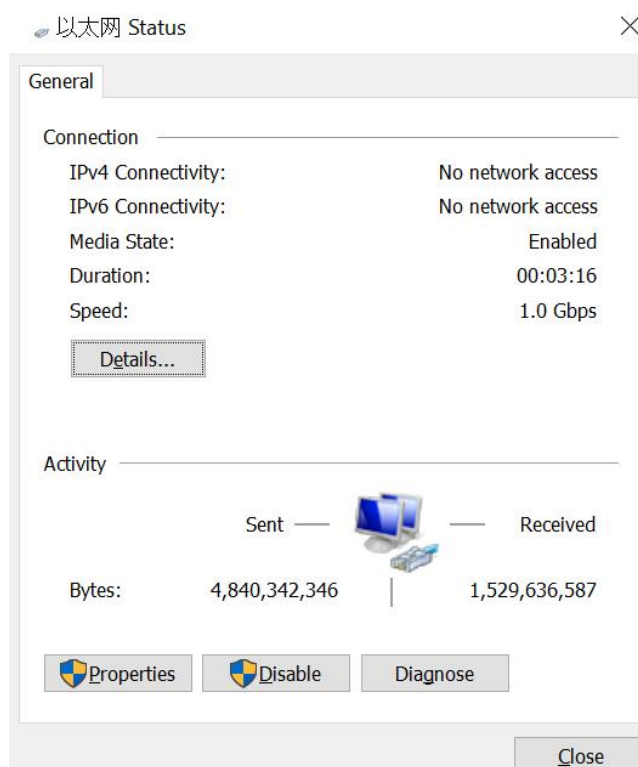 以太网 Status
General
Connection
IPv4 Connectivity: No network access
IPv6 Connectivity: No network access
Media State: Enabled
Duration: 00:03:16
Speed: 1.0 Gbps
Details...
Activity
Sent Received
Bytes: 4,840,342,346 1,529,636,587
Properties Disable Diagnose
Close